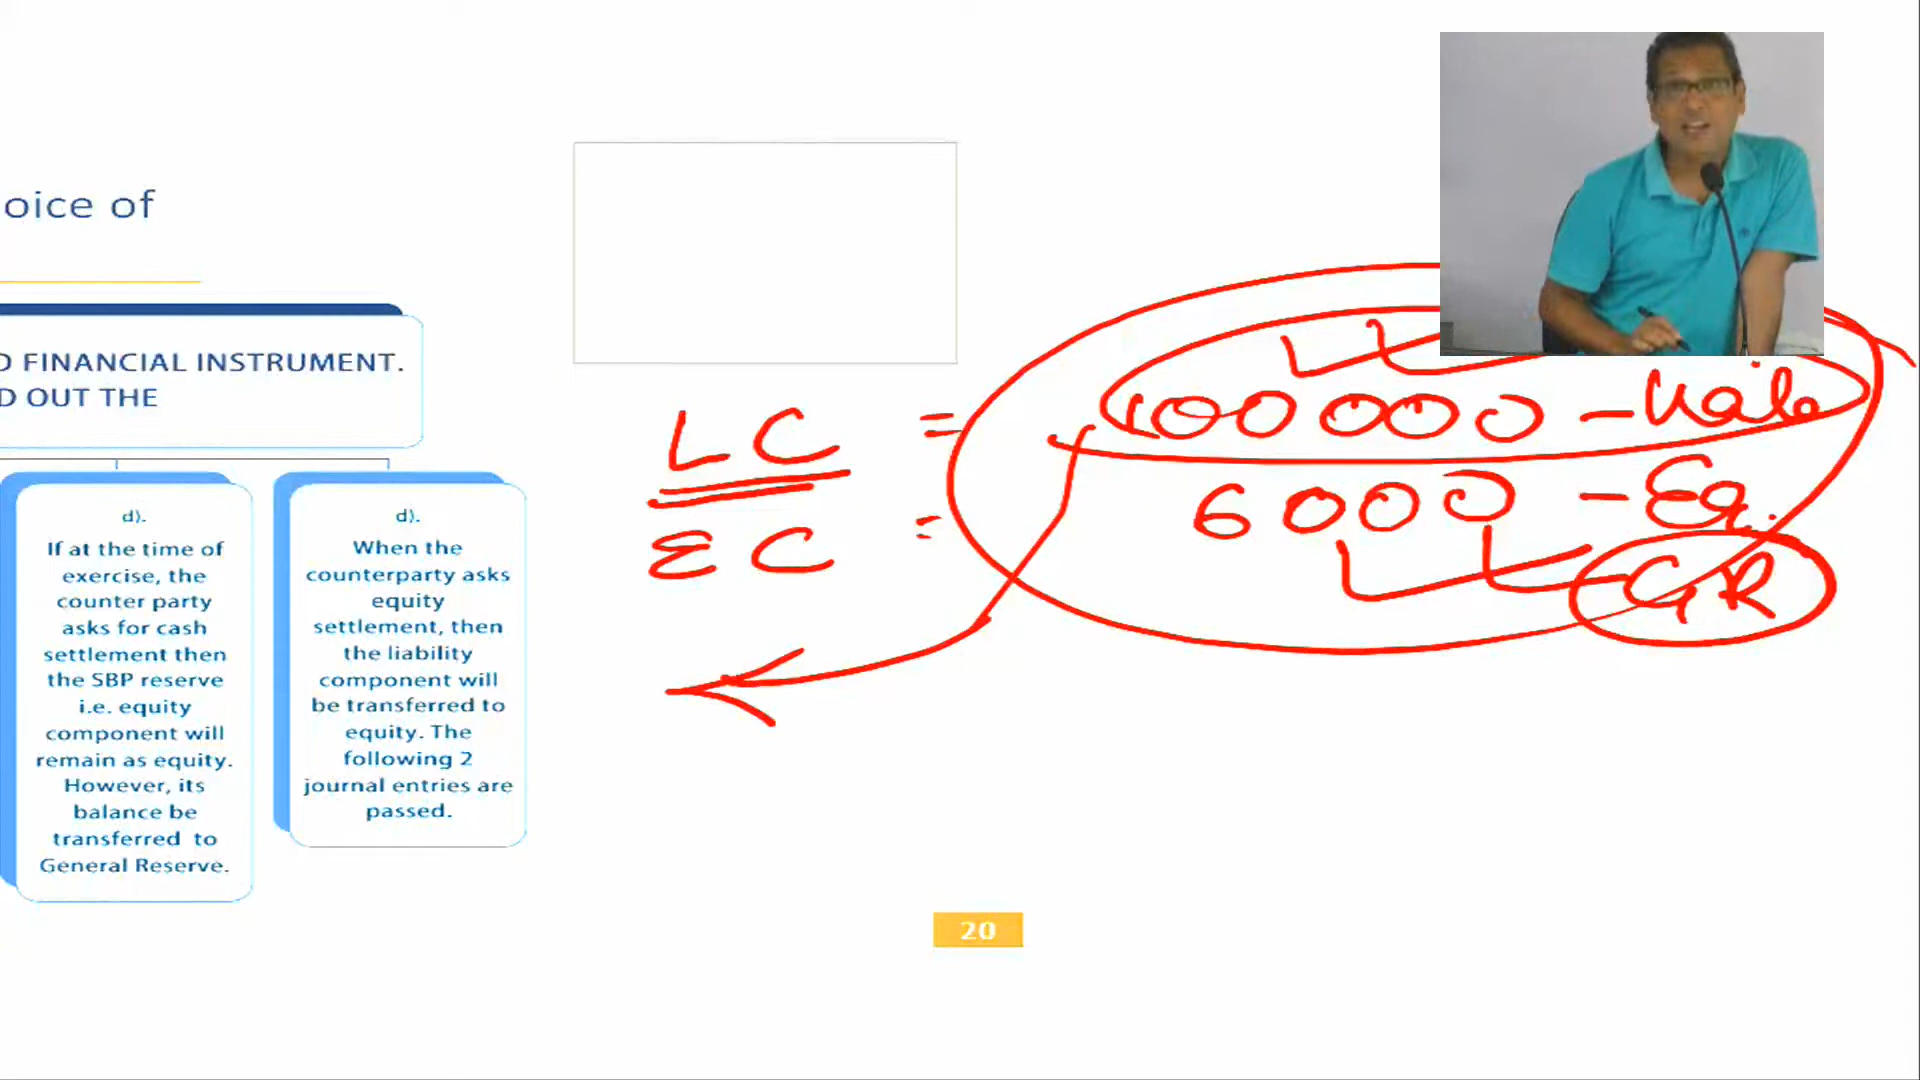 oice of
D FINANCIAL INSTRUMENT.
D OUT THE
d).
If at the time of
exercise, the
counter party
asks for cash
settlement then
the SBP reserve
i.e. equity
component will
remain as equity.
However, its
balance be
transferred to
General Reserve.
d).
When the
counterparty asks
equity
settlement, then
the liability
component will
be transferred to
equity. The
following 2
journal entries are
passed.
LC = 100000 -
EC = 6000 - Eq.
GR
20